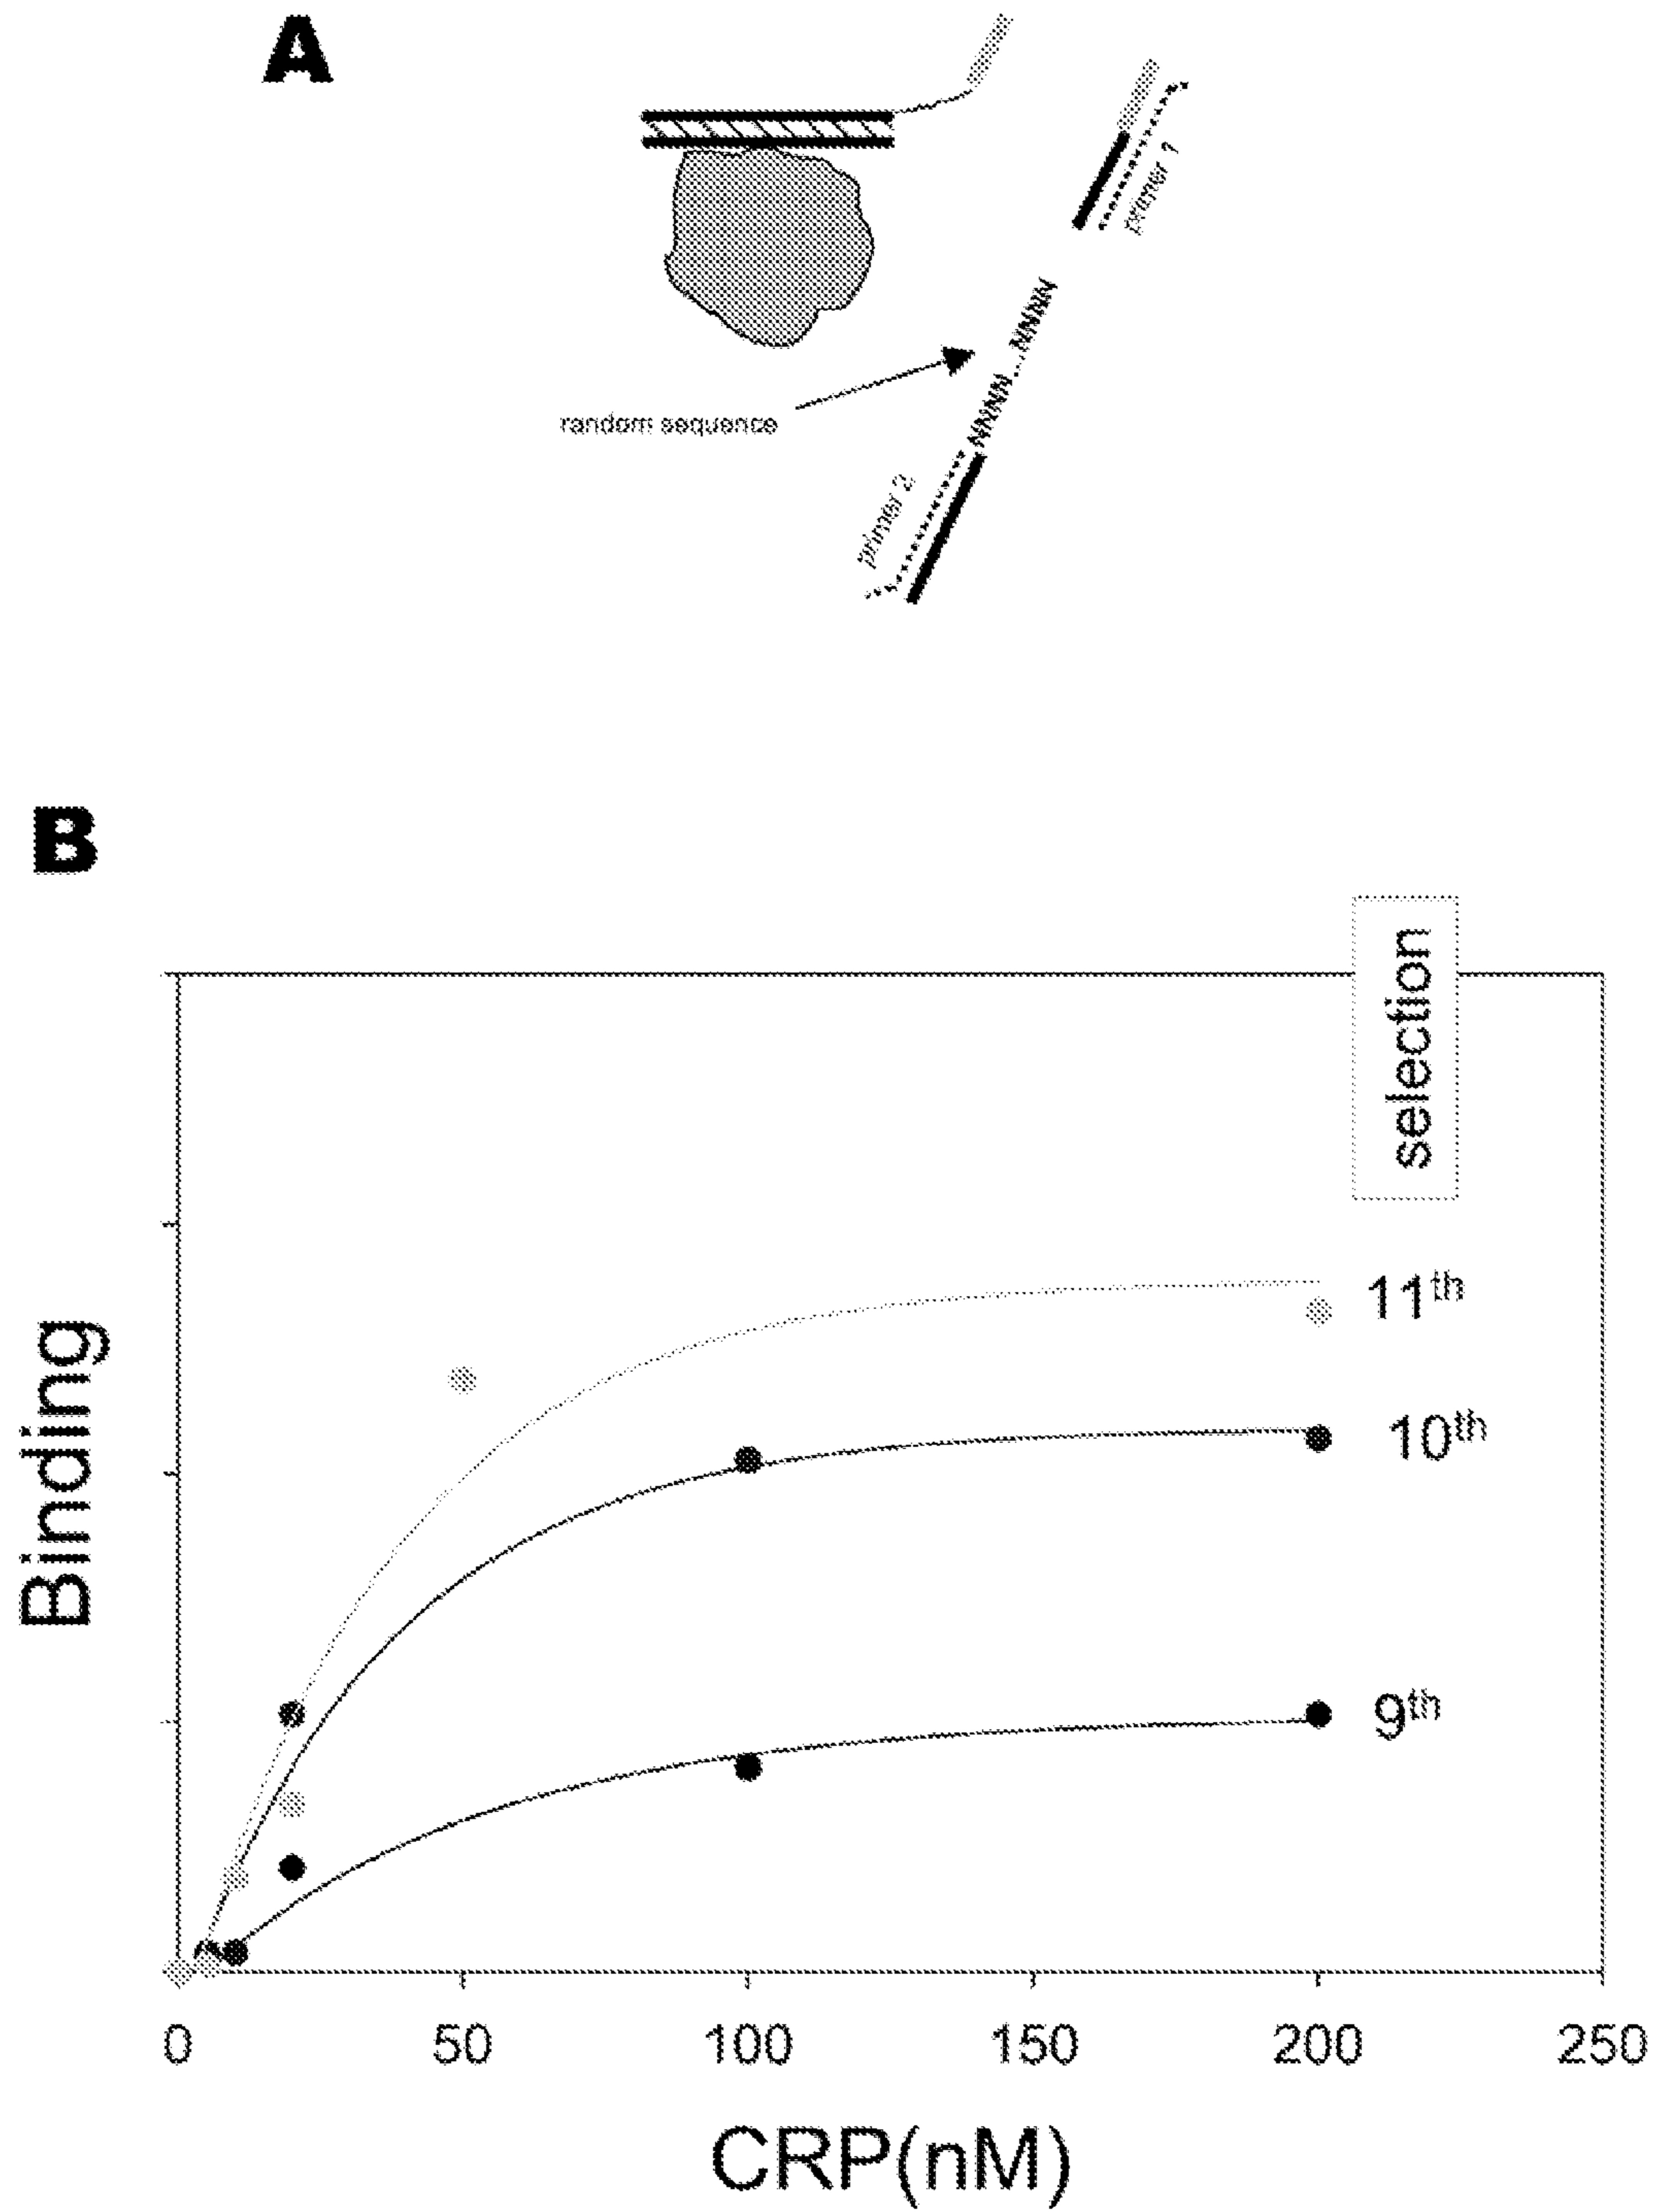 A
primer 1
NNNN...NNNN
random sequence
primer 2
B
selection
11th
10th
9th
Binding
0 50 100 150 200 250
CRP(nM)